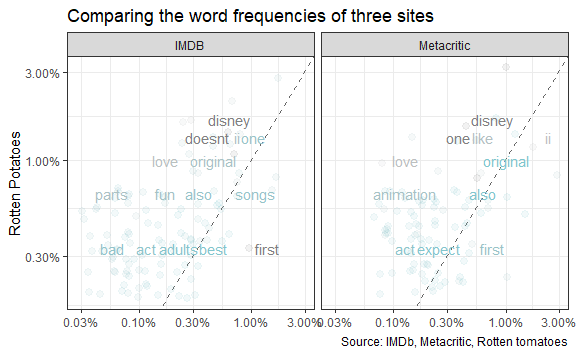 Comparing the word frequencies of three sites
IMDB
Metacritic
Rotten Potatoes
3.00%
1.00%
0.30%
disney
doesnt ii one
love original
parts fun also songs
bad act adults best first
disney
one like ii
love original
animation also
act expect first
0.03% 0.10% 0.30% 1.00% 3.00%
0.03% 0.10% 0.30% 1.00% 3.00%
Source: IMDb, Metacritic, Rotten tomatoes